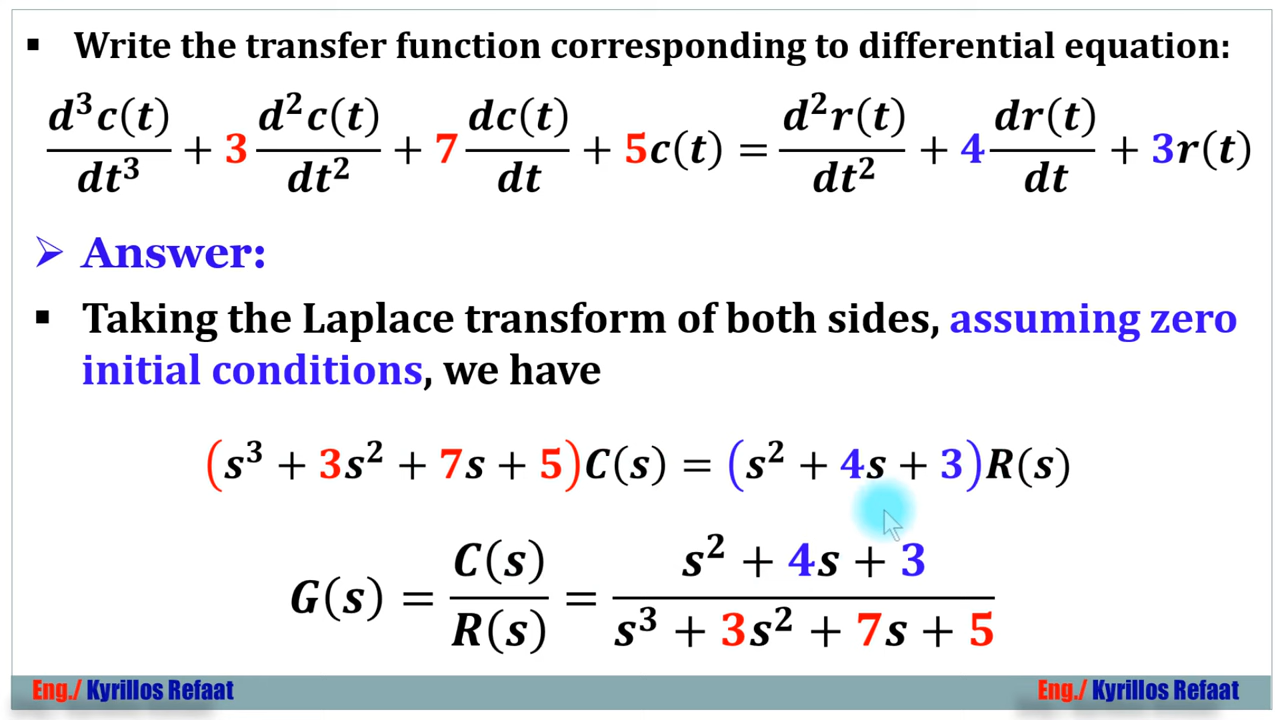 ▪ Write the transfer function corresponding to differential equation:
d³c(t)/dt³ + 3 d²c(t)/dt² + 7 dc(t)/dt + 5c(t) = d²r(t)/dt² + 4 dr(t)/dt + 3r(t)
➢ Answer:
▪ Taking the Laplace transform of both sides, assuming zero
initial conditions, we have
(s³ + 3s² + 7s + 5)C(s) = (s² + 4s + 3)R(s)
G(s) = C(s)/R(s) = (s² + 4s + 3)/(s³ + 3s² + 7s + 5)
Eng./ Kyrillos Refaat
Eng./ Kyrillos Refaat